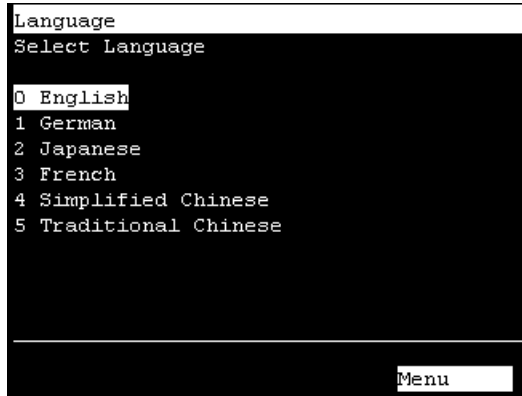 Language
Select Language
0 English
1 German
2 Japanese
3 French
4 Simplified Chinese
5 Traditional Chinese
Menu